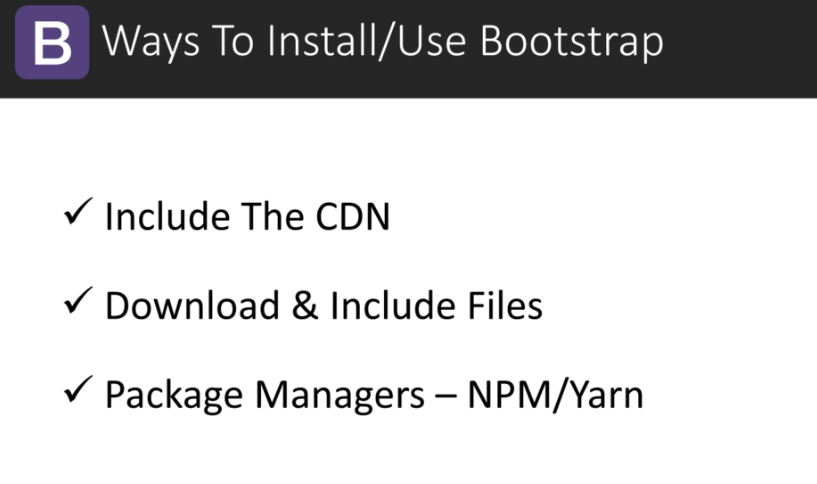 B Ways To Install/Use Bootstrap
✓ Include The CDN
✓ Download & Include Files
✓ Package Managers – NPM/Yarn